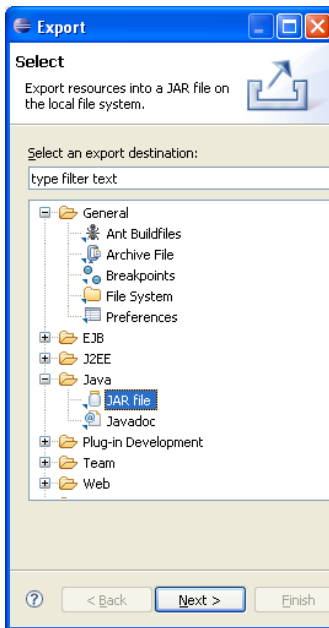 Export
Select
Export resources into a JAR file on
the local file system.
Select an export destination:
type filter text
General
Ant Buildfiles
Archive File
Breakpoints
File System
Preferences
EJB
J2EE
Java
JAR file
Javadoc
Plug-in Development
Team
Web
? < Back Next > Finish